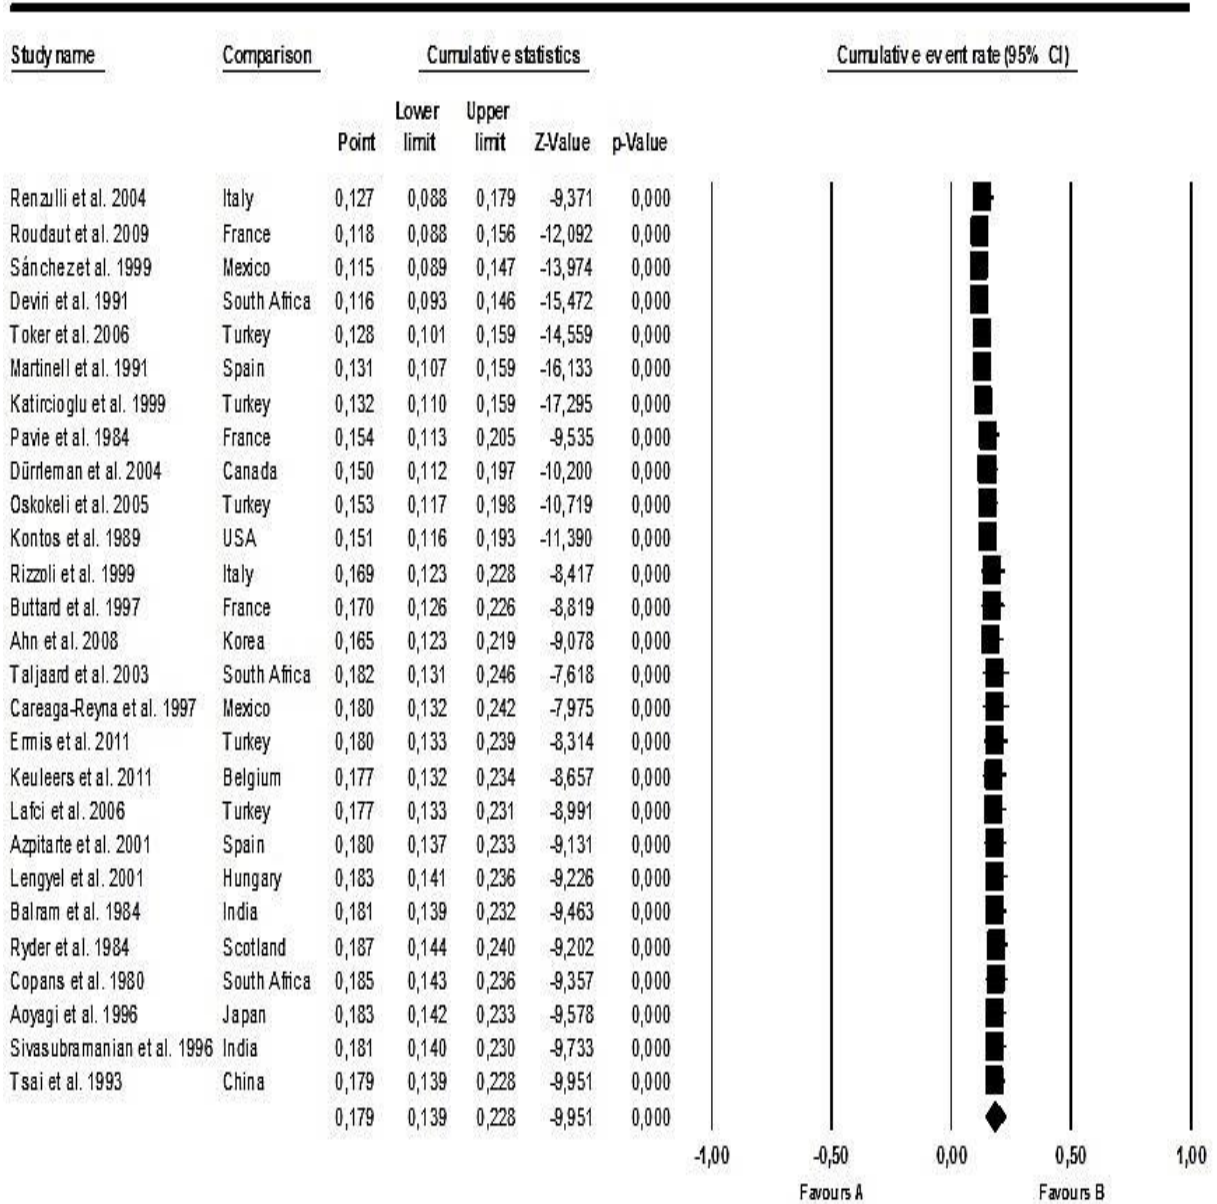 Study name Comparison Cumulative statistics Cumulative event rate (95% CI)
Lower Upper
Point limit limit Z-Value p-Value
Renzulli et al. 2004 Italy 0,127 0,088 0,179 -9,371 0,000
Roudaut et al. 2009 France 0,118 0,088 0,156 -12,092 0,000
Sánchez et al. 1999 Mexico 0,115 0,089 0,147 -13,974 0,000
Deviri et al. 1991 South Africa 0,116 0,093 0,146 -15,472 0,000
Toker et al. 2006 Turkey 0,128 0,101 0,159 -14,559 0,000
Martinell et al. 1991 Spain 0,131 0,107 0,159 -16,133 0,000
Katircioglu et al. 1999 Turkey 0,132 0,110 0,159 -17,295 0,000
Pavie et al. 1984 France 0,154 0,113 0,205 -9,535 0,000
Dürrleman et al. 2004 Canada 0,150 0,112 0,197 -10,200 0,000
Oskokeli et al. 2005 Turkey 0,153 0,117 0,198 -10,719 0,000
Kontos et al. 1989 USA 0,151 0,116 0,193 -11,390 0,000
Rizzoli et al. 1999 Italy 0,169 0,123 0,228 -8,417 0,000
Buttard et al. 1997 France 0,170 0,126 0,226 -8,819 0,000
Ahn et al. 2008 Korea 0,165 0,123 0,219 -9,078 0,000
Taljaard et al. 2003 South Africa 0,182 0,131 0,246 -7,618 0,000
Careaga-Reyna et al. 1997 Mexico 0,180 0,132 0,242 -7,975 0,000
Ermis et al. 2011 Turkey 0,180 0,133 0,239 -8,314 0,000
Keuleers et al. 2011 Belgium 0,177 0,132 0,234 -8,657 0,000
Lafci et al. 2006 Turkey 0,177 0,133 0,231 -8,991 0,000
Azpitarte et al. 2001 Spain 0,180 0,137 0,233 -9,131 0,000
Lengyel et al. 2001 Hungary 0,183 0,141 0,236 -9,226 0,000
Balram et al. 1984 India 0,181 0,139 0,232 -9,463 0,000
Ryder et al. 1984 Scotland 0,187 0,144 0,240 -9,202 0,000
Copans et al. 1980 South Africa 0,185 0,143 0,236 -9,357 0,000
Aoyagi et al. 1996 Japan 0,183 0,142 0,233 -9,578 0,000
Sivasubramanian et al. 1996 India 0,181 0,140 0,230 -9,733 0,000
Tsai et al. 1993 China 0,179 0,139 0,228 -9,951 0,000
0,179 0,139 0,228 -9,951 0,000
-1,00 -0,50 0,00 0,50 1,00
Favours A Favours B